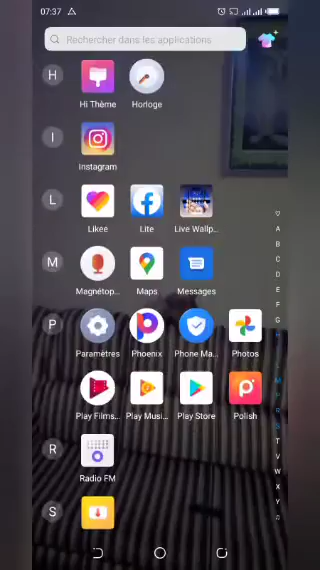 07:37
Rechercher dans les applications
H
Hi Thème
Horloge
I
Instagram
L
Likee
Lite
Live Wallp...
M
Magnétop...
Maps
Messages
P
Paramètres
Phoenix
Phone Ma...
Photos
Play Films...
Play Musi...
Play Store
Polish
R
Radio FM
S
A
B
C
D
E
F
G
H
I
L
M
P
R
S
T
V
W
X
Y